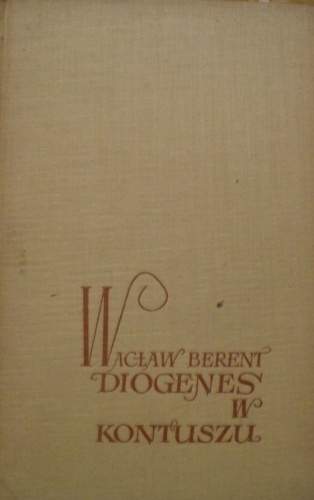 WACŁAW BERENT
DIOGENES
W
KONTUSZU